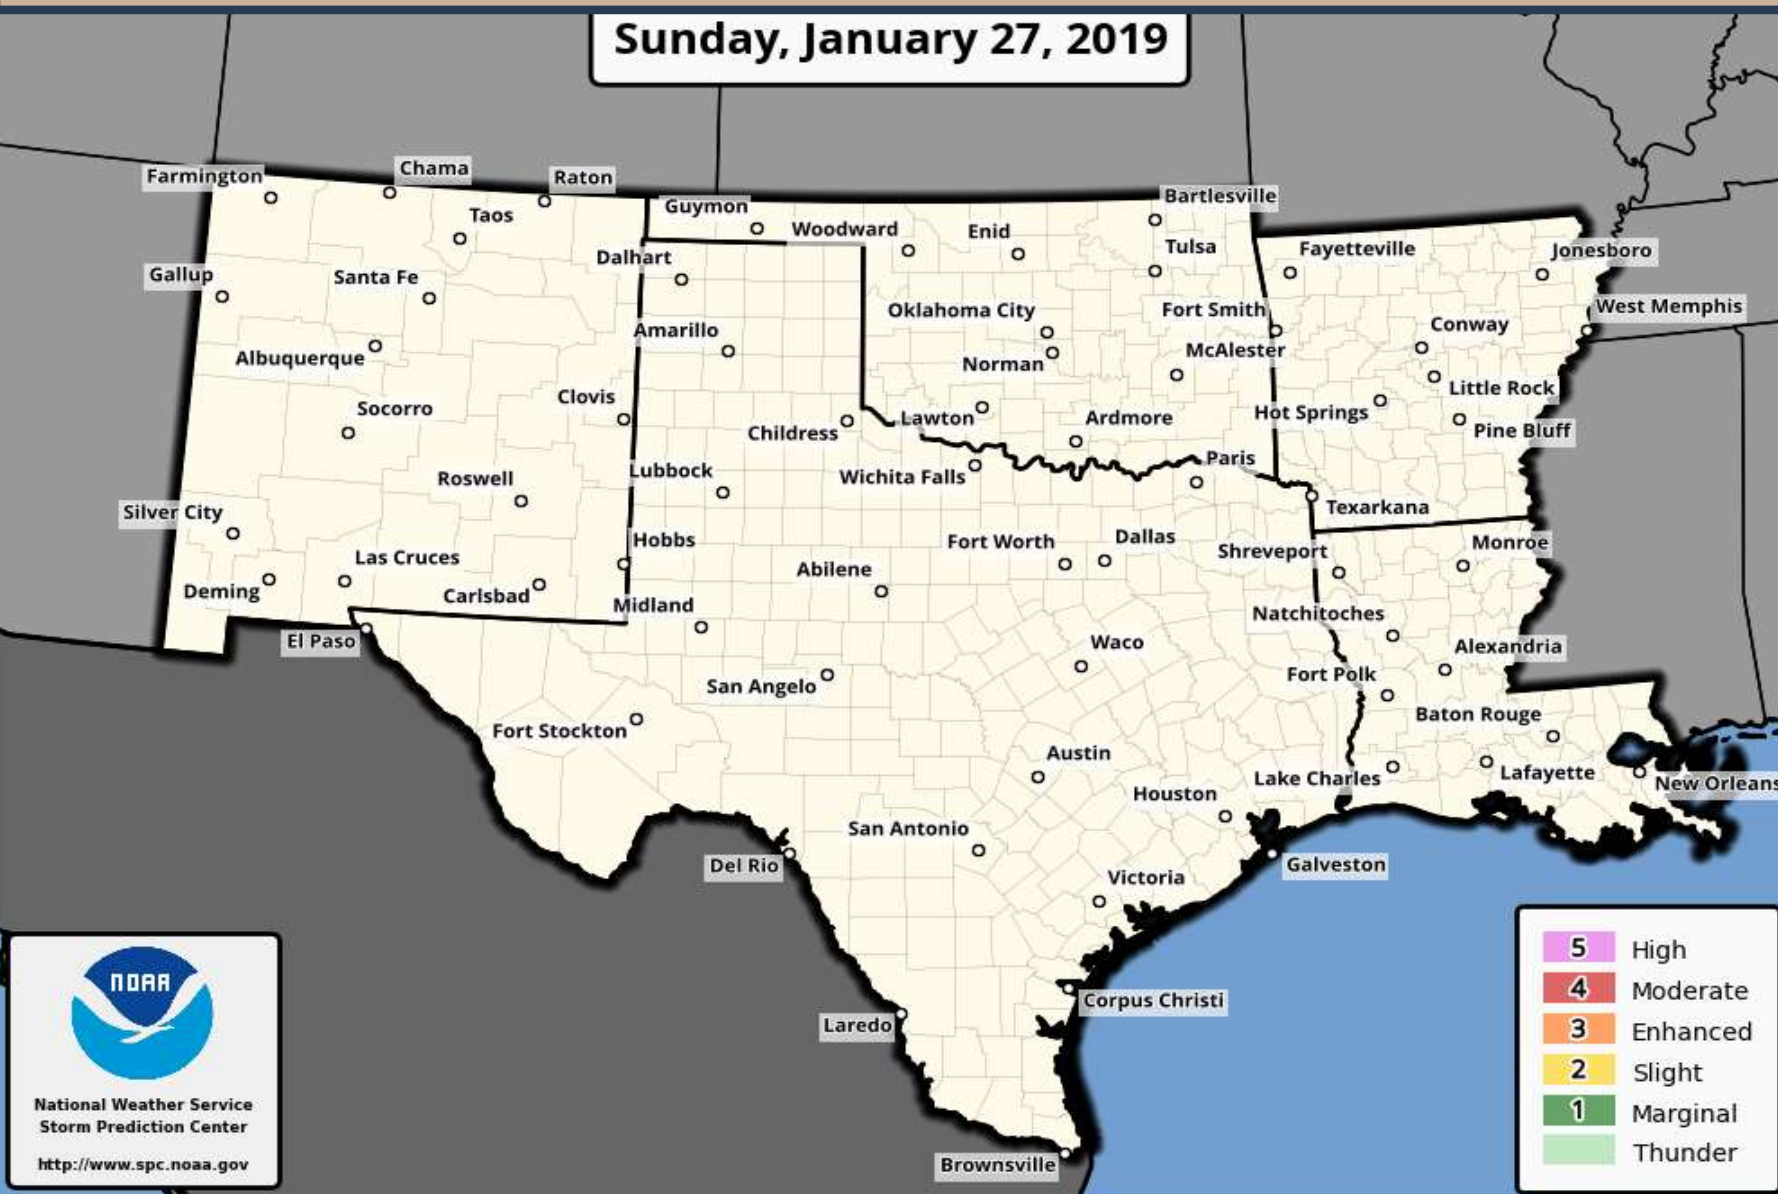 Sunday, January 27, 2019
Farmington
Chama
Raton
Taos
Guymon
Woodward
Enid
Bartlesville
Tulsa
Fayetteville
Jonesboro
Gallup
Santa Fe
Dalhart
Oklahoma City
Fort Smith
West Memphis
Conway
Amarillo
Albuquerque
Norman
McAlester
Little Rock
Clovis
Socorro
Childress
Lawton
Ardmore
Hot Springs
Pine Bluff
Paris
Roswell
Lubbock
Wichita Falls
Silver City
Texarkana
Hobbs
Fort Worth
Dallas
Shreveport
Monroe
Las Cruces
Abilene
Deming
Carlsbad
Midland
Natchitoches
El Paso
Waco
Alexandria
San Angelo
Fort Polk
Fort Stockton
Baton Rouge
Austin
Lake Charles
Lafayette
New Orleans
Houston
San Antonio
Del Rio
Galveston
Victoria
Corpus Christi
Laredo
Brownsville
NOAA
National Weather Service
Storm Prediction Center
http://www.spc.noaa.gov
5 High
4 Moderate
3 Enhanced
2 Slight
1 Marginal
Thunder